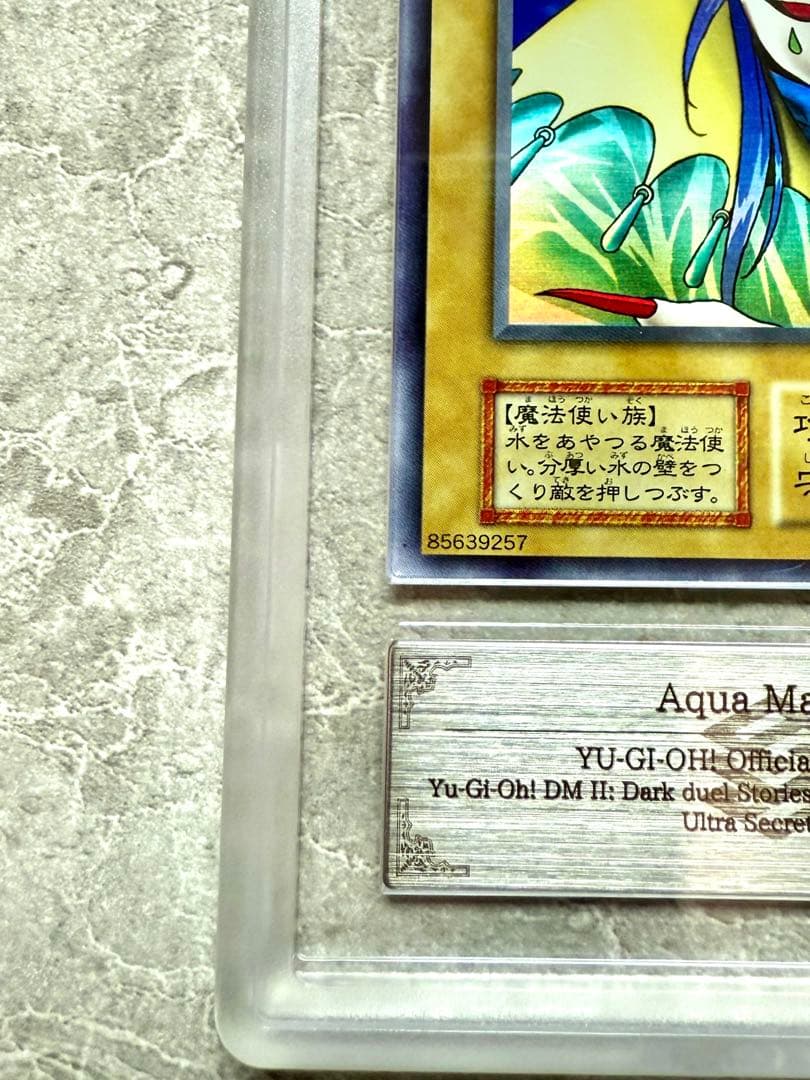 【魔法使い族】
水をあやつる魔法使
い。分厚い水の壁をつ
くり敵を押しつぶす。
85639257
Aqua Ma
YU-GI-OH! Officia
Yu-Gi-Oh! DM II: Dark duel Stories
Ultra Secret